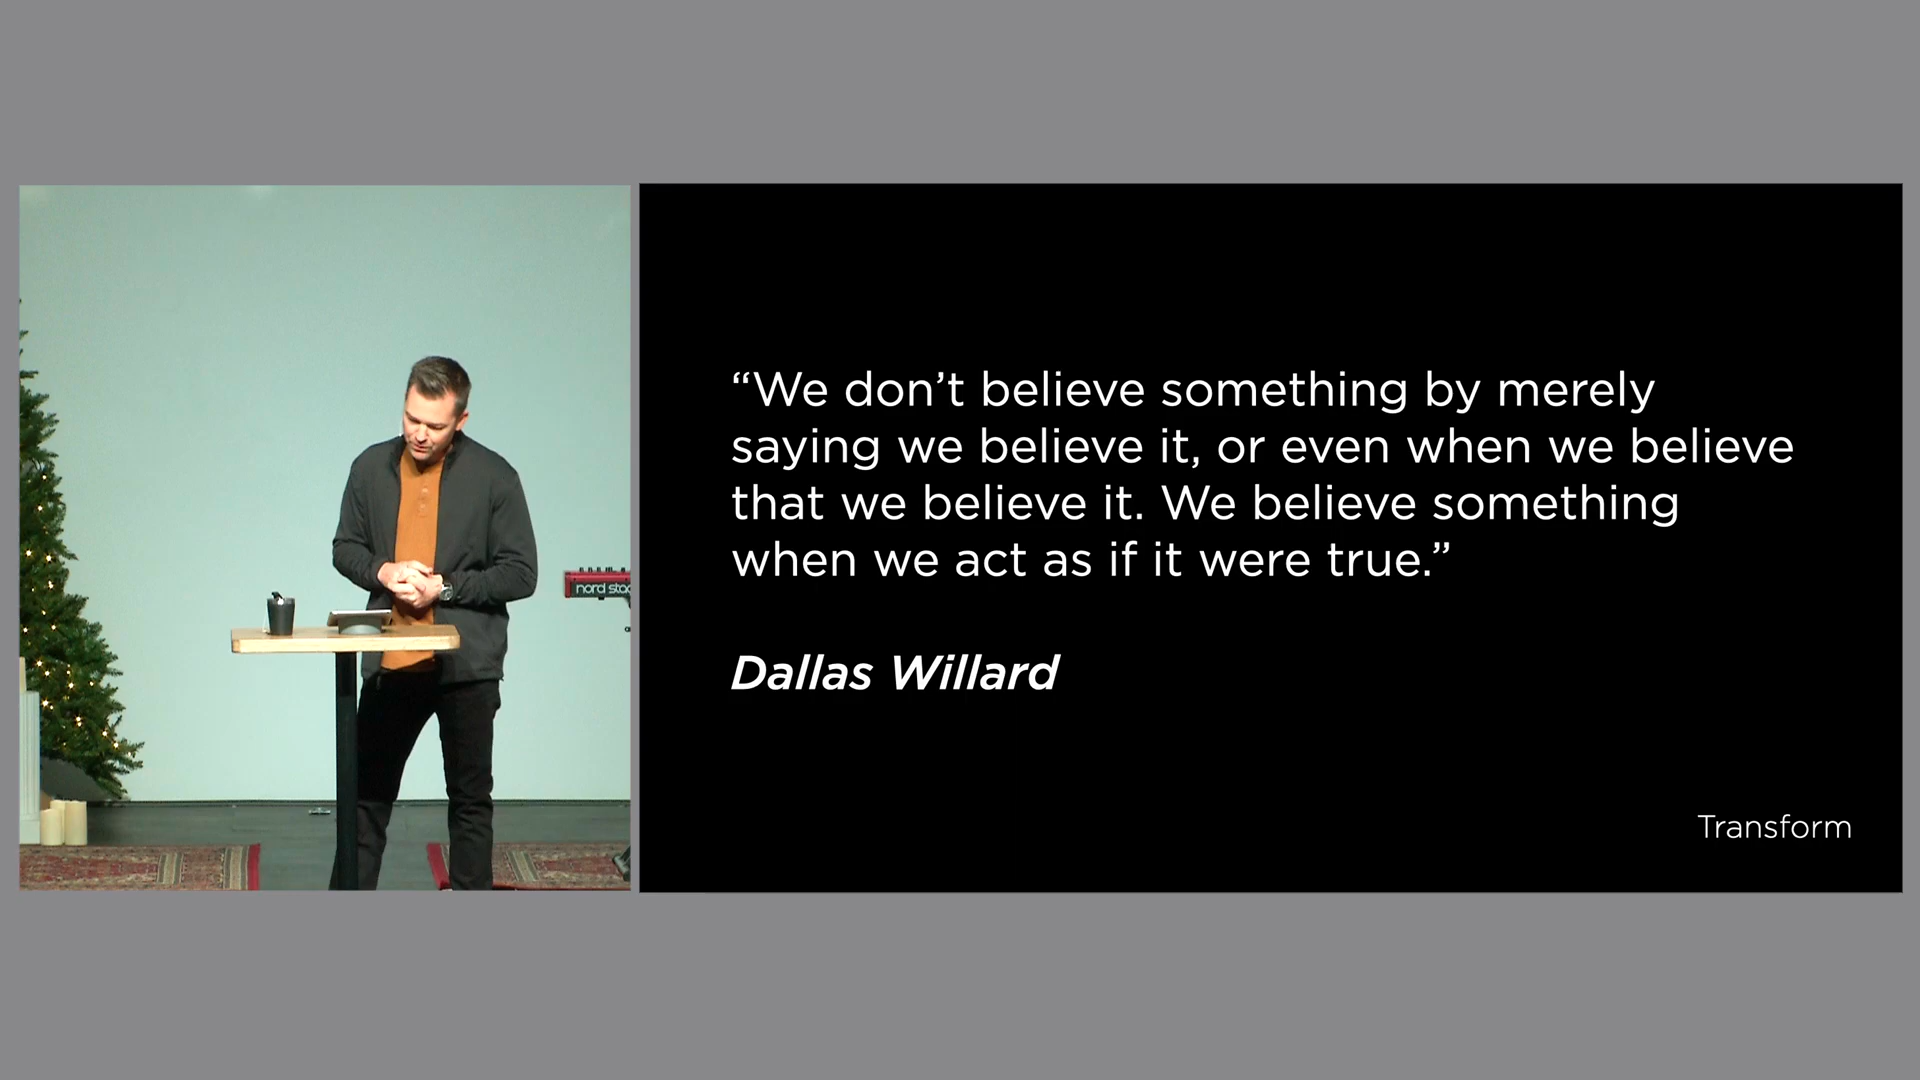 “We don’t believe something by merely
saying we believe it, or even when we believe
that we believe it. We believe something
when we act as if it were true.”
Dallas Willard
Transform
nord